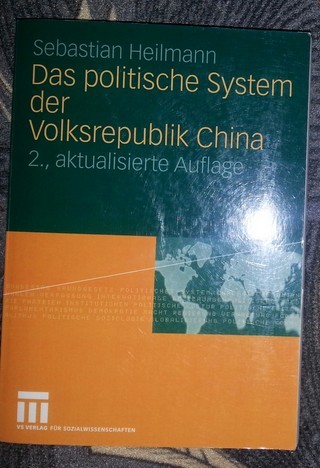 Sebastian Heilmann
Das politische System
der
Volksrepublik China
2., aktualisierte Auflage
VS VERLAG FÜR SOZIALWISSENSCHAFTEN